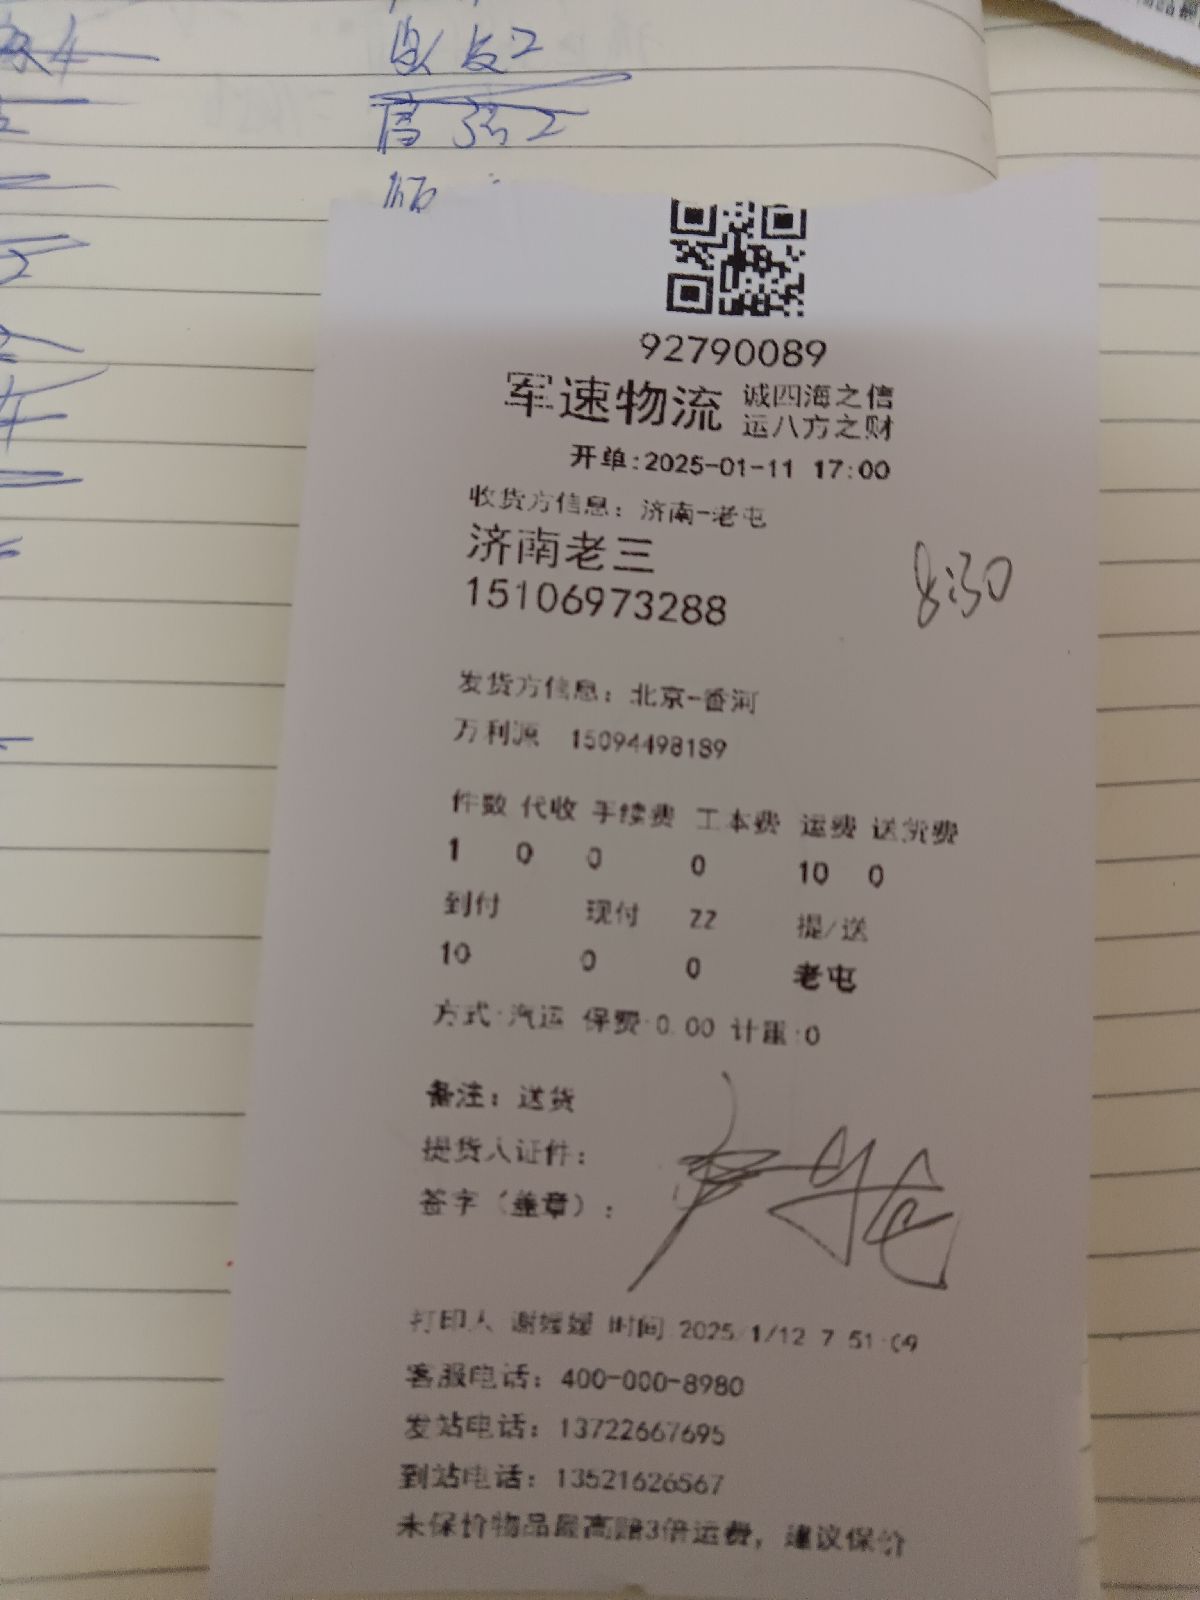 92790089
军速物流 诚四海之信
运八方之财
开单:2025-01-11 17:00
收货方信息：济南-老屯
济南老三
15106973288
8:30
发货方信息：北京-香河
万利源 15094498189
件数 代收 手续费 工本费 运费 送货费
1 0 0 0 10 0
到付 现付 ZZ 提/送
10 0 0 老屯
方式:汽运 保费:0.00 计重:0
备注：送货
提货人证件：
签字（盖章）：
打印人 谢媛媛 时间 2025/1/12 7:51:09
客服电话：400-000-8980
发站电话：13722667695
到站电话：13521626567
未保价物品最高赔3倍运费，建议保价